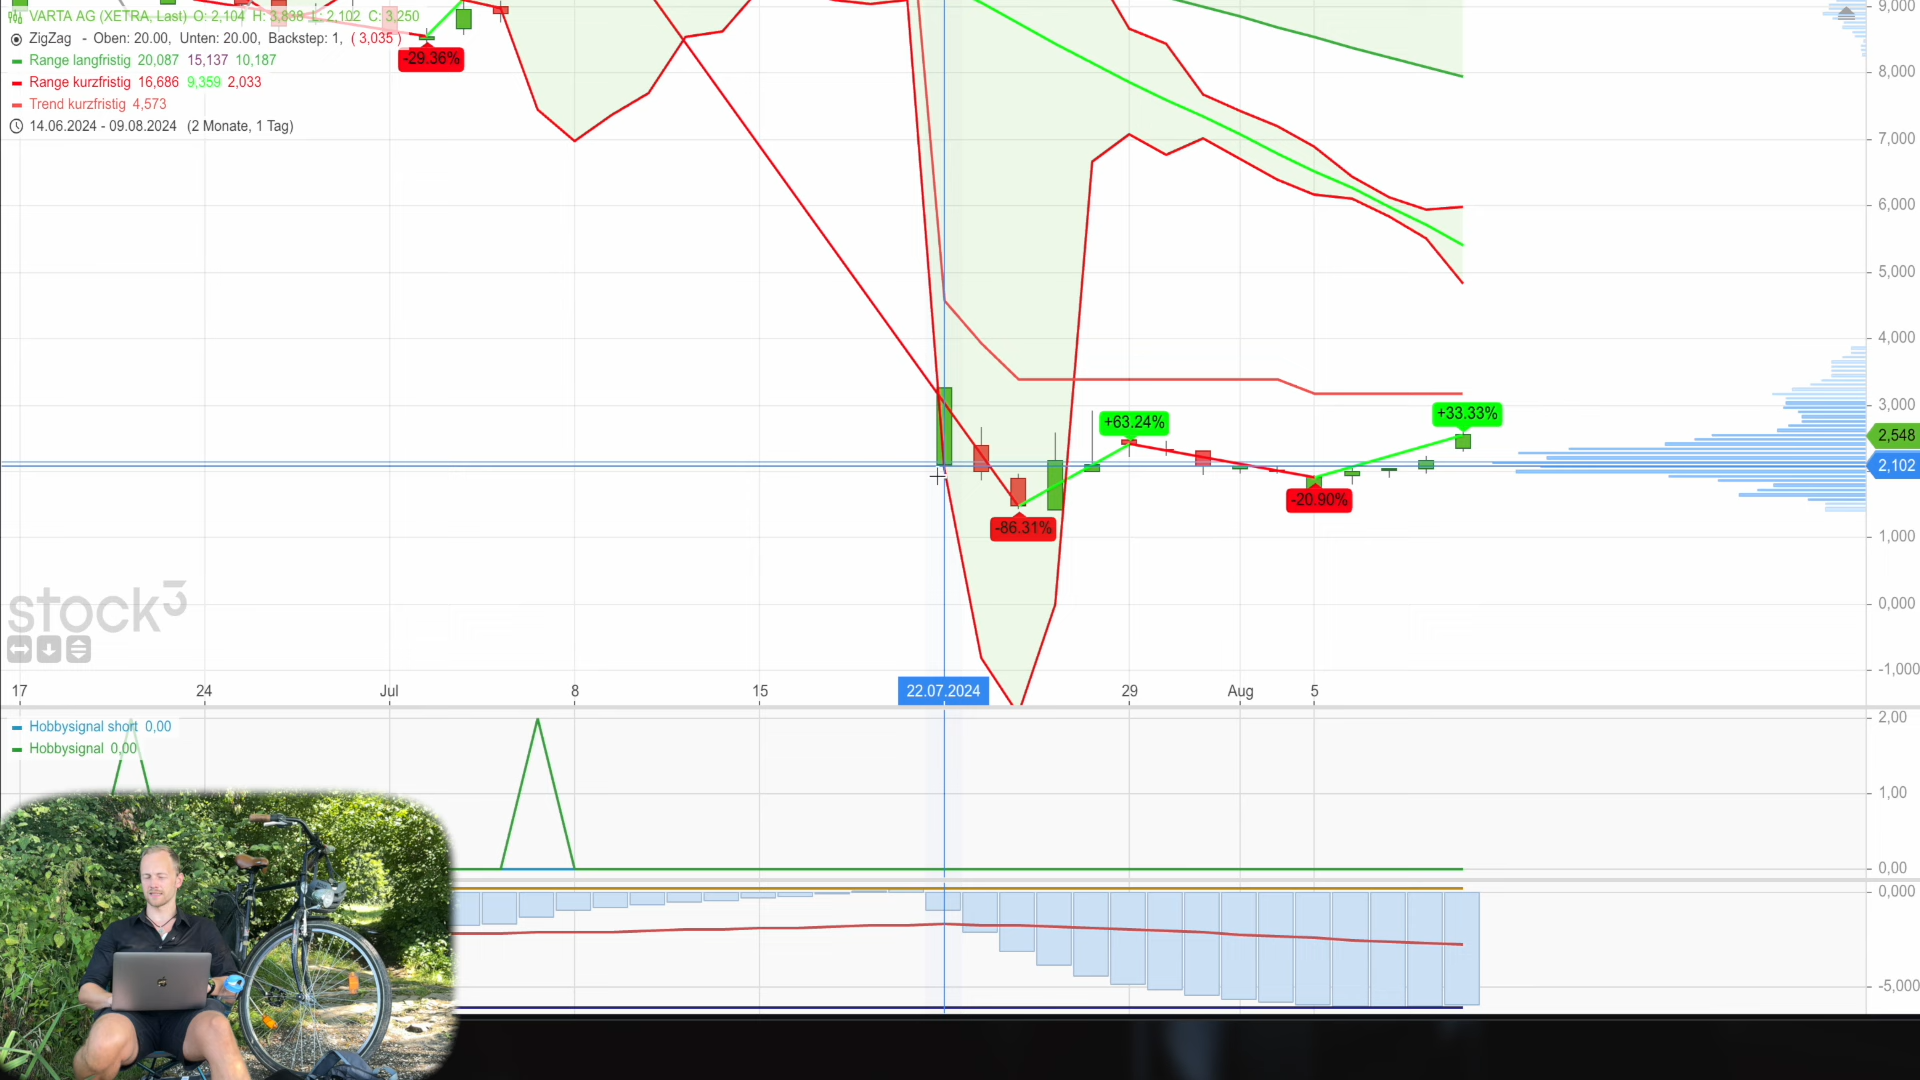 VARTA AG (XETRA, Last) O: 2,104 H: 3,838 L: 2,102 C: 3,250
ZigZag - Oben: 20.00, Unten: 20.00, Backstep: 1, ( 3,035 )
Range langfristig 20,087 15,137 10,187
Range kurzfristig 16,686 9,359 2,033
Trend kurzfristig 4,573
14.06.2024 - 09.08.2024 (2 Monate, 1 Tag)
-29.36%
9,000
8,000
7,000
6,000
5,000
4,000
3,000
+63.24%
+33.33%
2,548
2,102
-20.90%
-86.31%
1,000
0,000
-1,000
stock3
17
24
Jul
8
15
22.07.2024
29
Aug
5
Hobbysignal short 0,00
Hobbysignal 0,00
2,00
1,00
0,00
0,000
-5,000